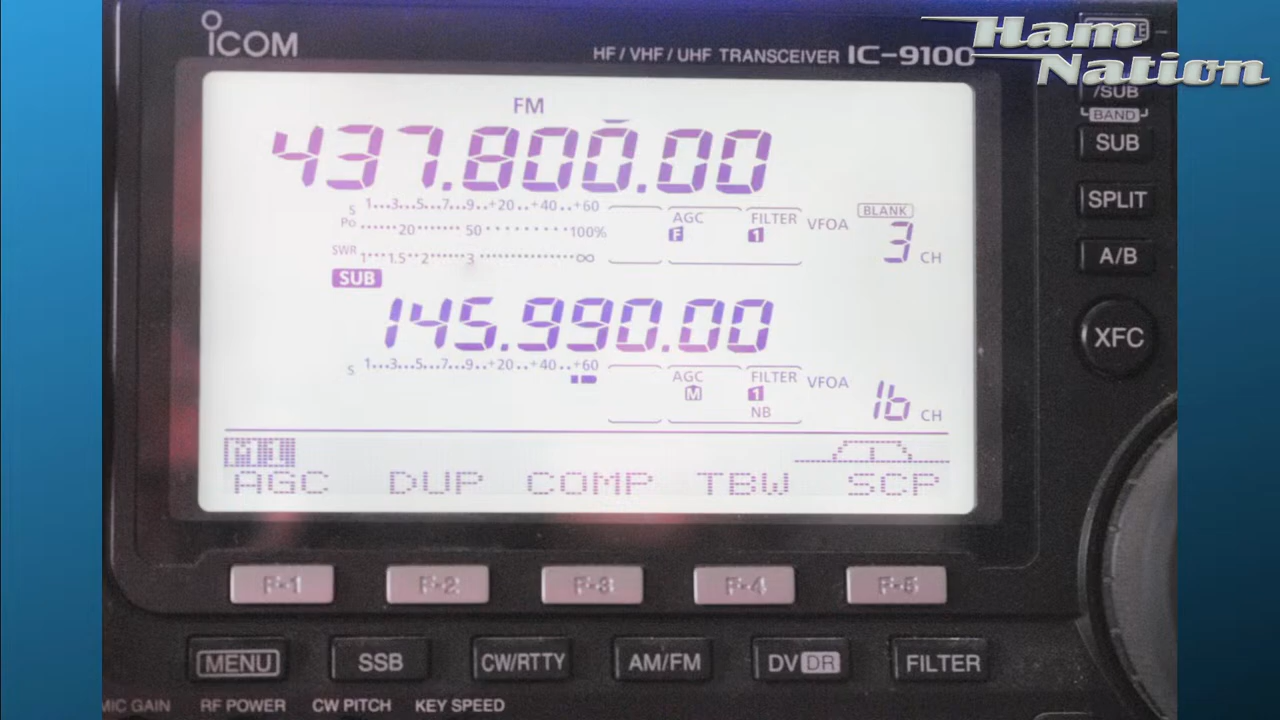 ICOM
HF / VHF / UHF TRANSCEIVER IC-9100
Ham
Nation
FM
437.800.00
S 1...3...5...7...9..+20..+40..+60
Po ......20.......50.........100%
SWR 1...1.5..2.....3............∞
AGC FILTER VFOA BLANK
F 1 3 CH
SUB
145.990.00
S 1...3...5...7...9..+20..+40..+60
AGC FILTER VFOA
M 1 16 CH
NB
M1
AGC DUP COMP TBW SCP
F-1 F-2 F-3 F-4 F-5
MENU SSB CW/RTTY AM/FM DV DR FILTER
MIC GAIN RF POWER CW PITCH KEY SPEED
/SUB
BAND
SUB
SPLIT
A/B
XFC